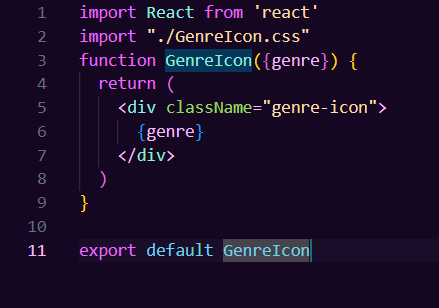 1 import React from 'react'
2 import "./GenreIcon.css"
3 function GenreIcon({genre}) {
4   return (
5     <div className="genre-icon">
6       {genre}
7     </div>
8   )
9 }
10
11 export default GenreIcon